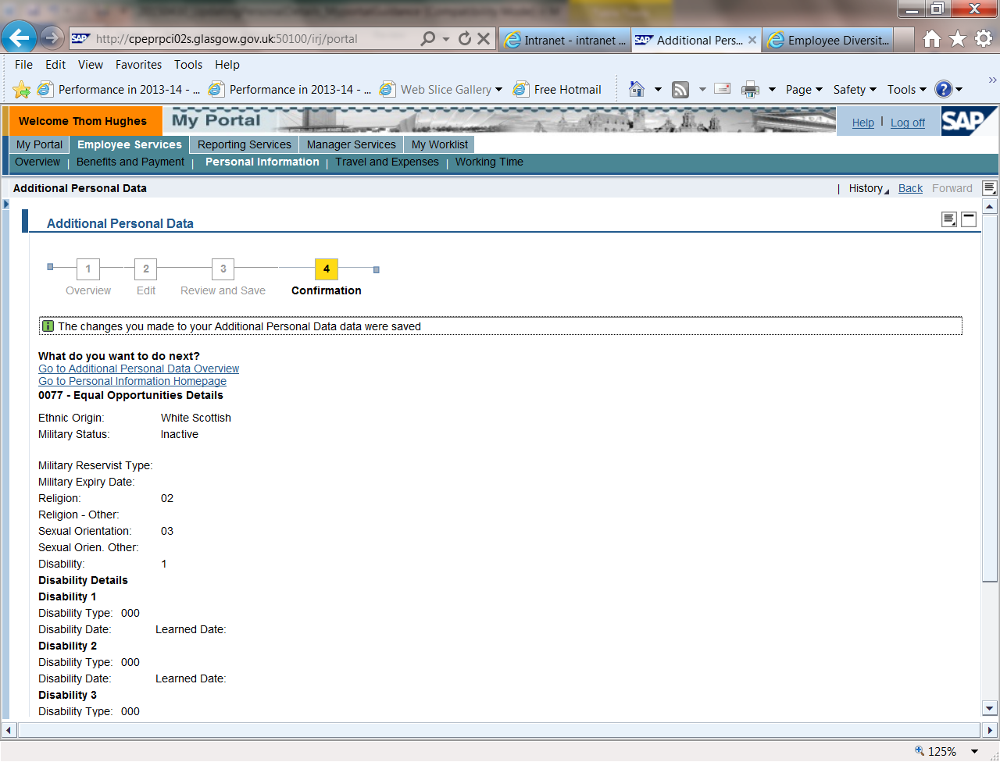 SAP http://cpeprpci02s.glasgow.gov.uk:50100/irj/portal
Intranet - intranet ...
SAP Additional Pers...
Employee Diversit...
File Edit View Favorites Tools Help
Performance in 2013-14 - ...
Performance in 2013-14 - ...
Web Slice Gallery
Free Hotmail
Page Safety Tools
Welcome Thom Hughes
My Portal
Help | Log off
SAP
My Portal Employee Services Reporting Services Manager Services My Worklist
Overview | Benefits and Payment | Personal Information | Travel and Expenses | Working Time
Additional Personal Data
| History Back Forward
Additional Personal Data
1 2 3 4
Overview Edit Review and Save Confirmation
The changes you made to your Additional Personal Data data were saved
What do you want to do next?
Go to Additional Personal Data Overview
Go to Personal Information Homepage
0077 - Equal Opportunities Details
Ethnic Origin: White Scottish
Military Status: Inactive
Military Reservist Type:
Military Expiry Date:
Religion: 02
Religion - Other:
Sexual Orientation: 03
Sexual Orien. Other:
Disability: 1
Disability Details
Disability 1
Disability Type: 000
Disability Date: Learned Date:
Disability 2
Disability Type: 000
Disability Date: Learned Date:
Disability 3
Disability Type: 000
125%